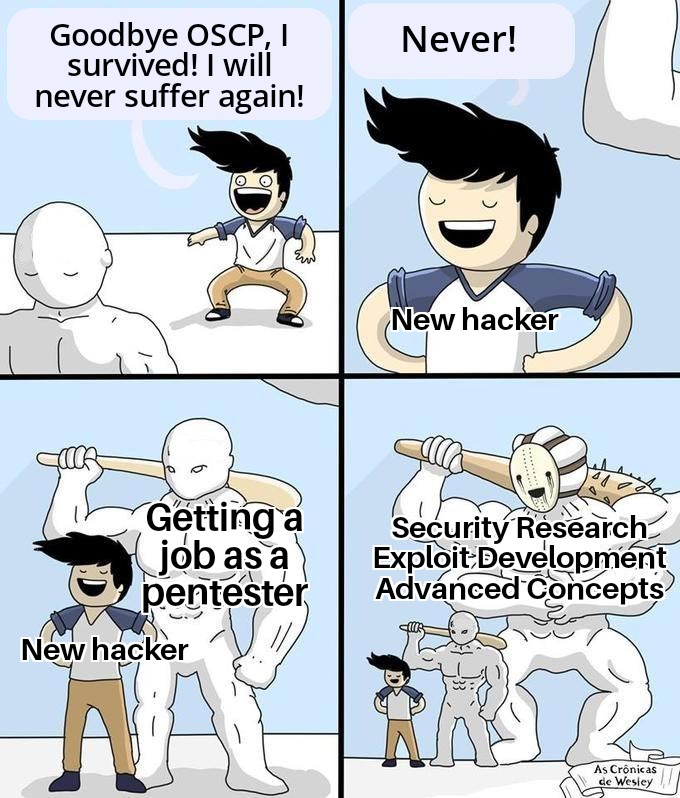 Goodbye OSCP, I
survived! I will
never suffer again!
Never!
New hacker
Getting a
job as a
pentester
New hacker
Security Research
Exploit Development
Advanced Concepts
As Crônicas
de Wesley